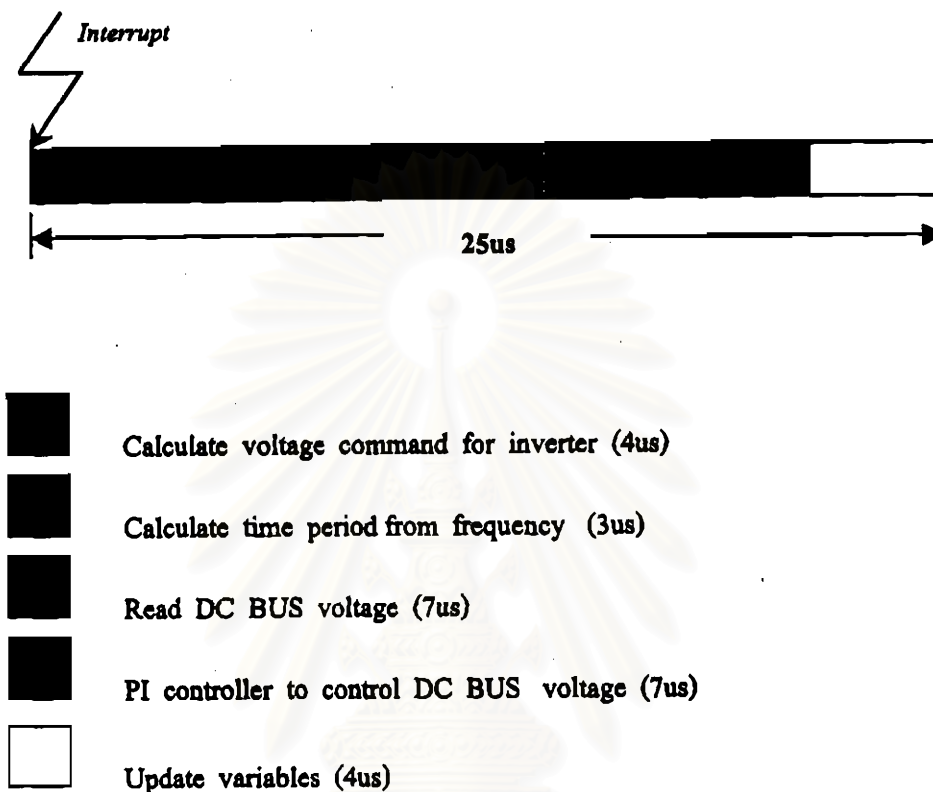 Interrupt
25us
Calculate voltage command for inverter (4us)
Calculate time period from frequency (3us)
Read DC BUS voltage (7us)
PI controller to control DC BUS voltage (7us)
Update variables (4us)